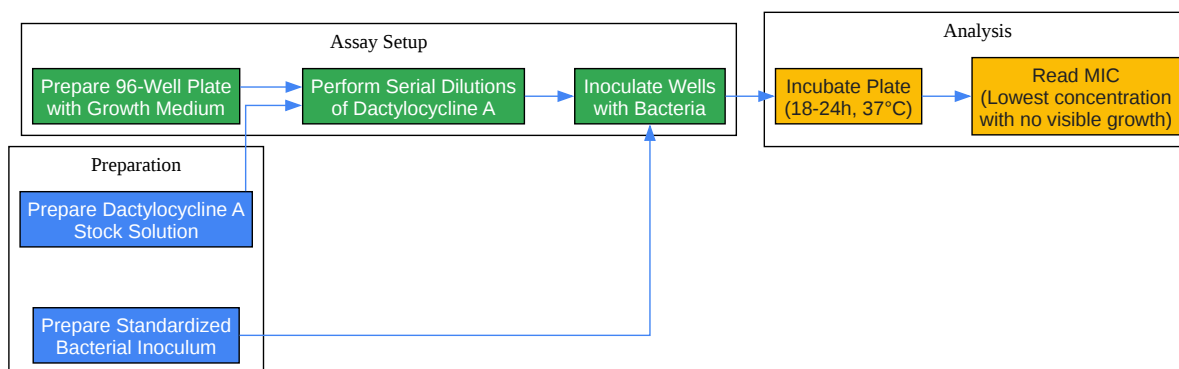 Assay Setup
Prepare 96-Well Plate
with Growth Medium
Perform Serial Dilutions
of Dactylocycline A
Inoculate Wells
with Bacteria
Analysis
Incubate Plate
(18-24h, 37°C)
Read MIC
(Lowest concentration
with no visible growth)
Preparation
Prepare Dactylocycline A
Stock Solution
Prepare Standardized
Bacterial Inoculum